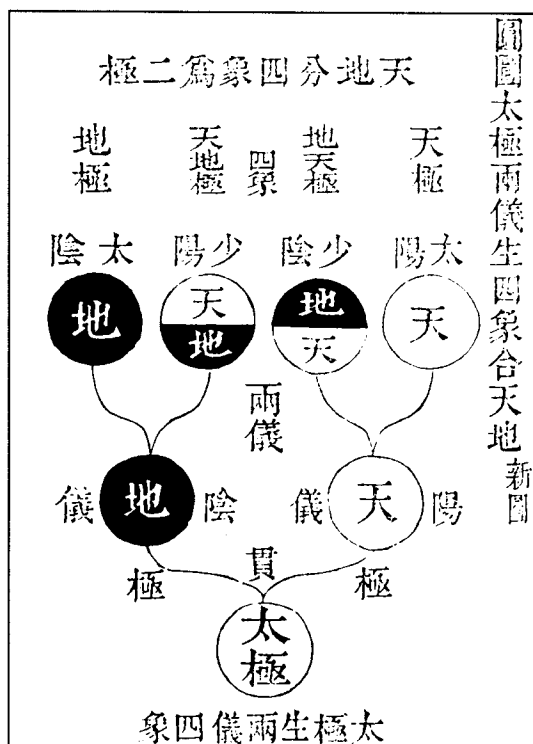 圓圖太極兩儀生四象合天地
新圖
天地分四象爲二極
天極
地天極
四象
天地極
地極
太陽
少陰
少陽
太陰
天
地
天
天
地
地
兩儀
陽儀
天
陰儀
地
極
貫
極
太極
太極生兩儀四象